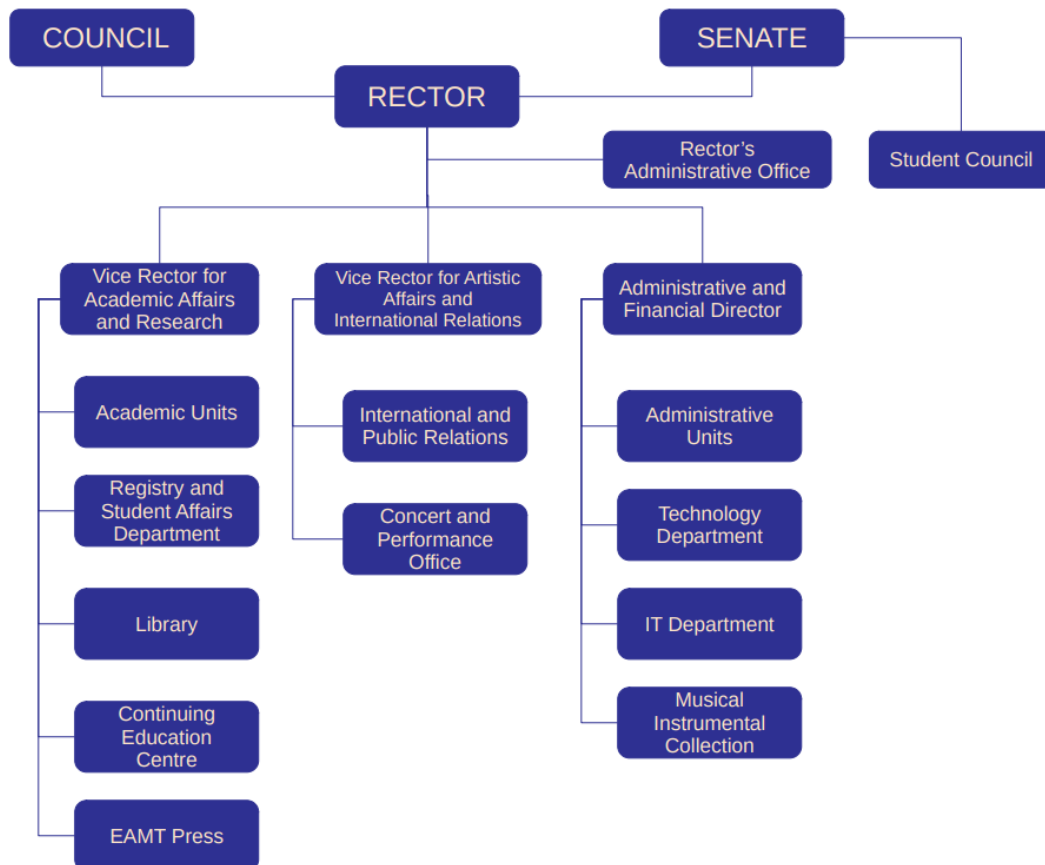 COUNCIL
SENATE
RECTOR
Rector’s
Administrative Office
Student Council
Vice Rector for
Academic Affairs
and Research
Vice Rector for Artistic
Affairs and
International Relations
Administrative and
Financial Director
Academic Units
International and
Public Relations
Administrative
Units
Registry and
Student Affairs
Department
Concert and
Performance
Office
Technology
Department
Library
IT Department
Continuing
Education
Centre
Musical
Instrumental
Collection
EAMT Press